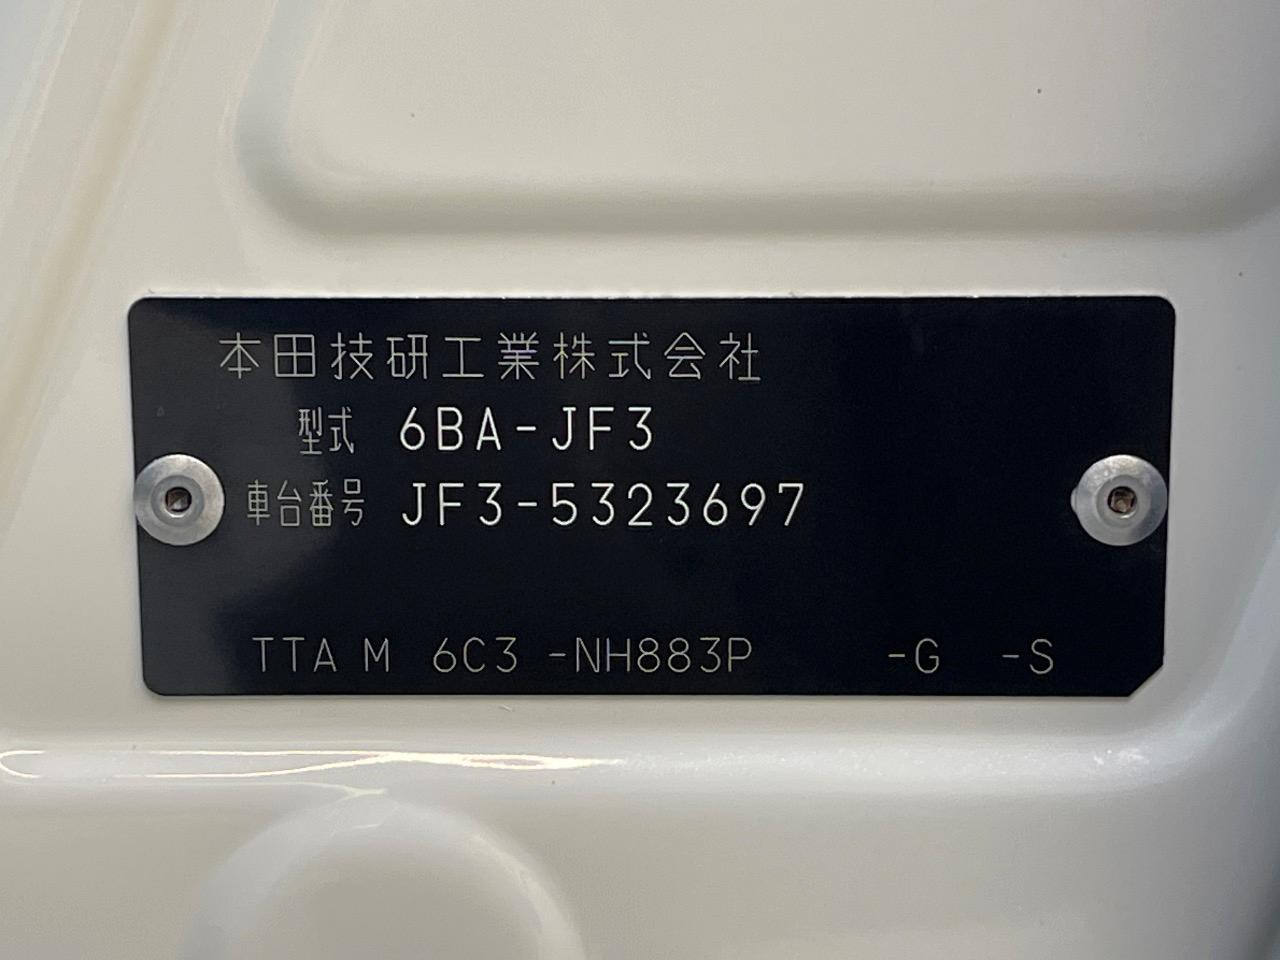 本田技研工業株式会社
型式 6BA-JF3
車台番号 JF3-5323697
TTA M 6C3 -NH883P -G -S